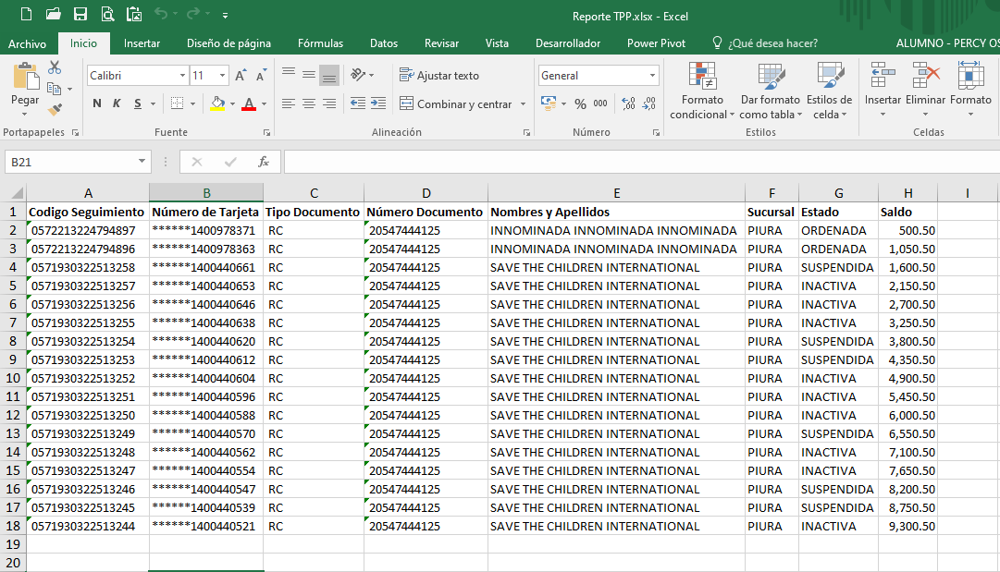 Reporte TPP.xlsx - Excel
Archivo Inicio Insertar Diseño de página Fórmulas Datos Revisar Vista Desarrollador Power Pivot ¿Qué desea hacer? ALUMNO - PERCY OS
Pegar Calibri 11 A A Ajustar texto General Formato condicional Dar formato como tabla Estilos de celda Insertar Eliminar Formato
N K S A Combinar y centrar % 000
Portapapeles Fuente Alineación Número Estilos Celdas
B21 fx
A B C D E F G H I
1 Codigo Seguimiento Número de Tarjeta Tipo Documento Número Documento Nombres y Apellidos Sucursal Estado Saldo
2 0572213224794897 ******1400978371 RC 20547444125 INNOMINADA INNOMINADA INNOMINADA PIURA ORDENADA 500.50
3 0572213224794896 ******1400978363 RC 20547444125 INNOMINADA INNOMINADA INNOMINADA PIURA ORDENADA 1,050.50
4 0571930322513258 ******1400440661 RC 20547444125 SAVE THE CHILDREN INTERNATIONAL PIURA SUSPENDIDA 1,600.50
5 0571930322513257 ******1400440653 RC 20547444125 SAVE THE CHILDREN INTERNATIONAL PIURA INACTIVA 2,150.50
6 0571930322513256 ******1400440646 RC 20547444125 SAVE THE CHILDREN INTERNATIONAL PIURA INACTIVA 2,700.50
7 0571930322513255 ******1400440638 RC 20547444125 SAVE THE CHILDREN INTERNATIONAL PIURA INACTIVA 3,250.50
8 0571930322513254 ******1400440620 RC 20547444125 SAVE THE CHILDREN INTERNATIONAL PIURA SUSPENDIDA 3,800.50
9 0571930322513253 ******1400440612 RC 20547444125 SAVE THE CHILDREN INTERNATIONAL PIURA SUSPENDIDA 4,350.50
10 0571930322513252 ******1400440604 RC 20547444125 SAVE THE CHILDREN INTERNATIONAL PIURA INACTIVA 4,900.50
11 0571930322513251 ******1400440596 RC 20547444125 SAVE THE CHILDREN INTERNATIONAL PIURA INACTIVA 5,450.50
12 0571930322513250 ******1400440588 RC 20547444125 SAVE THE CHILDREN INTERNATIONAL PIURA INACTIVA 6,000.50
13 0571930322513249 ******1400440570 RC 20547444125 SAVE THE CHILDREN INTERNATIONAL PIURA SUSPENDIDA 6,550.50
14 0571930322513248 ******1400440562 RC 20547444125 SAVE THE CHILDREN INTERNATIONAL PIURA INACTIVA 7,100.50
15 0571930322513247 ******1400440554 RC 20547444125 SAVE THE CHILDREN INTERNATIONAL PIURA INACTIVA 7,650.50
16 0571930322513246 ******1400440547 RC 20547444125 SAVE THE CHILDREN INTERNATIONAL PIURA SUSPENDIDA 8,200.50
17 0571930322513245 ******1400440539 RC 20547444125 SAVE THE CHILDREN INTERNATIONAL PIURA SUSPENDIDA 8,750.50
18 0571930322513244 ******1400440521 RC 20547444125 SAVE THE CHILDREN INTERNATIONAL PIURA INACTIVA 9,300.50
19
20